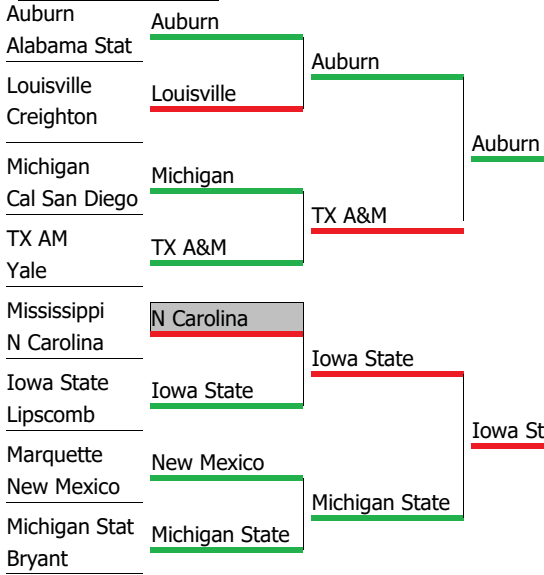 Auburn
Alabama Stat
Louisville
Creighton
Michigan
Cal San Diego
TX AM
Yale
Mississippi
N Carolina
Iowa State
Lipscomb
Marquette
New Mexico
Michigan Stat
Bryant
Auburn
Louisville
Michigan
TX A&M
N Carolina
Iowa State
New Mexico
Michigan State
Auburn
TX A&M
Iowa State
Michigan State
Auburn
Iowa St